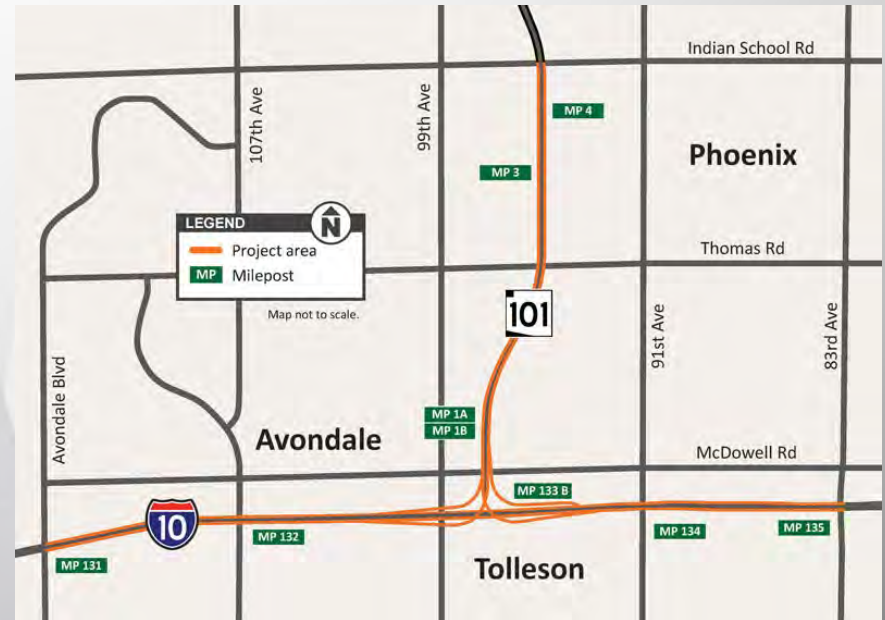 Indian School Rd
107th Ave
99th Ave
MP 4
Phoenix
MP 3
LEGEND
N
Project area
MP Milepost
Map not to scale.
Thomas Rd
101
91st Ave
83rd Ave
Avondale Blvd
MP 1A
MP 1B
Avondale
McDowell Rd
MP 133 B
10
MP 132
MP 134
MP 135
MP 131
Tolleson